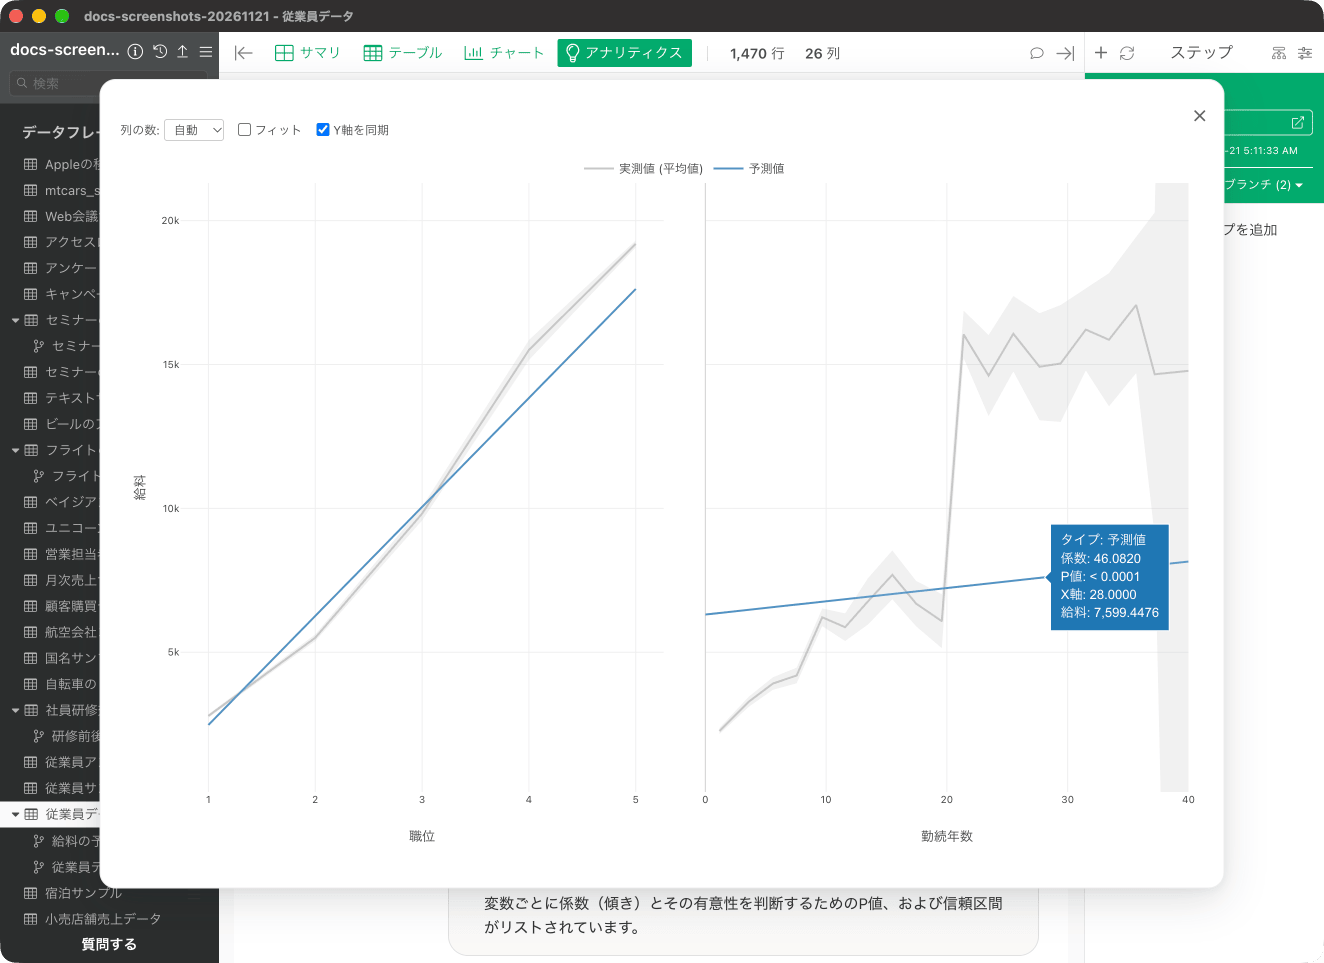 docs-screenshots-20261121 - 従業員データ
docs-screen...
サマリ
テーブル
チャート
アナリティクス
1,470 行
26 列
ステップ
検索
データフレー
Appleの
mtcars_s
Web会議
アクセス
アンケー
キャンペ
セミナー
セミナー
セミナー
テキスト
ビールの
フライト
フライト
ベイジア
ユニコー
営業担当
月次売上
顧客購買
航空会社
国名サン
自転車の
社員研修
研修前後
従業員ア
従業員サ
従業員デ
給料の予
従業員デ
宿泊サンプル
小売店舗売上データ
質問する
列の数:
自動
フィット
Y軸を同期
実測値 (平均値)
予測値
20k
15k
10k
5k
給料
1
2
3
4
5
職位
0
10
20
30
40
勤続年数
タイプ: 予測値
係数: 46.0820
P値: < 0.0001
X軸: 28.0000
給料: 7,599.4476
-21 5:11:33 AM
ブランチ (2)
プを追加
変数ごとに係数（傾き）とその有意性を判断するためのP値、および信頼区間
がリストされています。